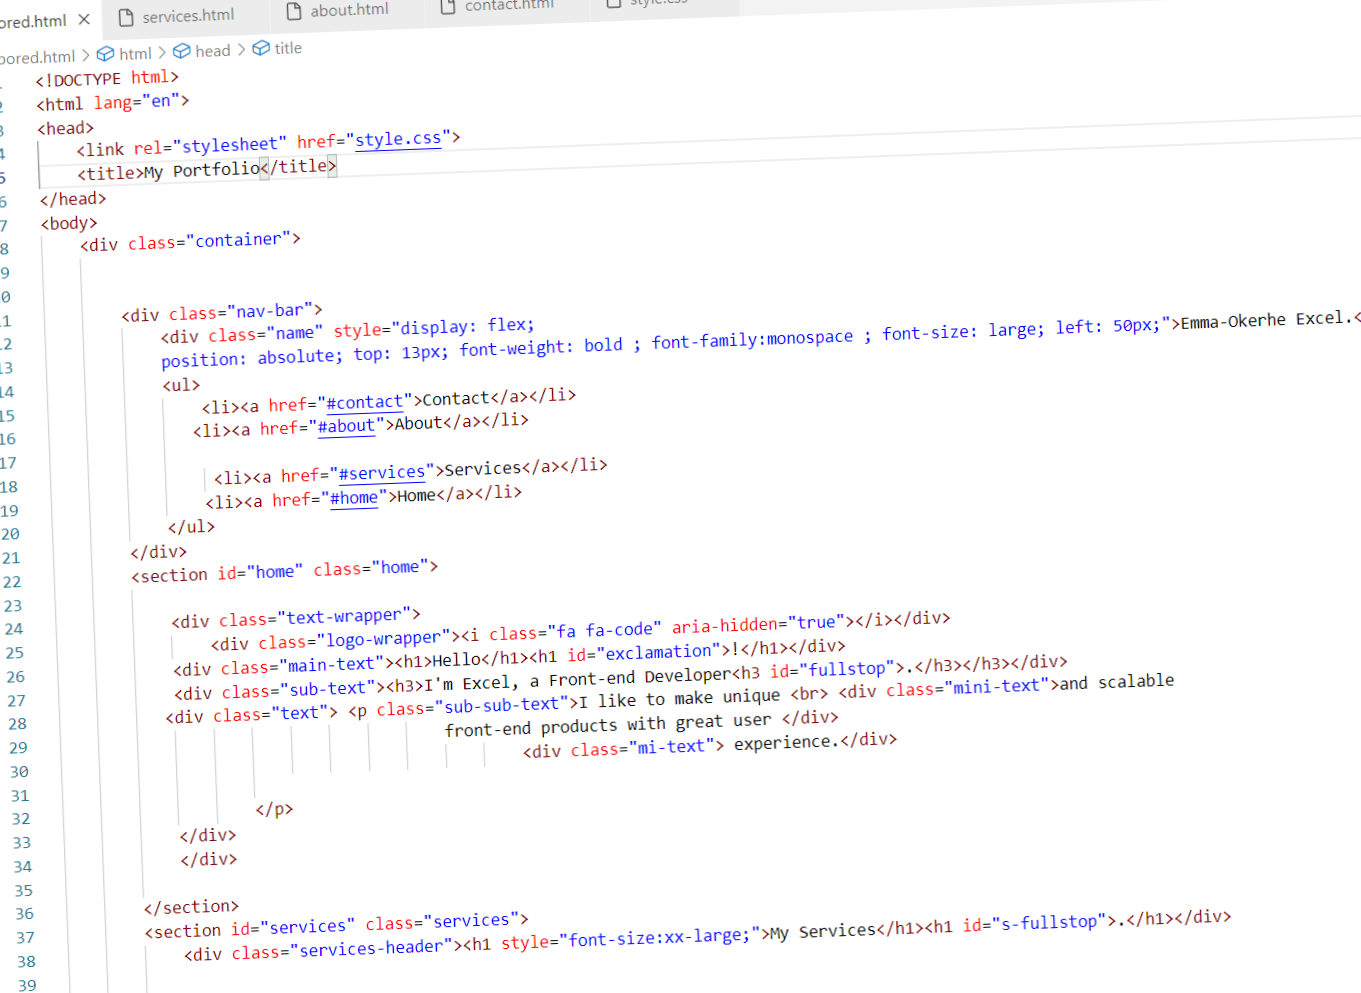 ored.html × services.html about.html contact.html style.css
ored.html > html > head > title
<!DOCTYPE html>
2 <html lang="en">
3 <head>
4 <link rel="stylesheet" href="style.css">
5 <title>My Portfolio</title>
6 </head>
7 <body>
8 <div class="container">
9
0
11 <div class="nav-bar">
12 <div class="name" style="display: flex;
13 position: absolute; top: 13px; font-weight: bold ; font-family:monospace ; font-size: large; left: 50px;">Emma-Okerhe Excel.<
14 <ul>
15 <li><a href="#contact">Contact</a></li>
16 <li><a href="#about">About</a></li>
17
18 <li><a href="#services">Services</a></li>
19 <li><a href="#home">Home</a></li>
20 </ul>
21 </div>
22 <section id="home" class="home">
23
24 <div class="text-wrapper">
25 <div class="logo-wrapper"><i class="fa fa-code" aria-hidden="true"></i></div>
26 <div class="main-text"><h1>Hello</h1><h1 id="exclamation">!</h1></div>
27 <div class="sub-text"><h3>I'm Excel, a Front-end Developer<h3 id="fullstop">.</h3></h3></div>
28 <div class="text"> <p class="sub-sub-text">I like to make unique <br> <div class="mini-text">and scalable
29 front-end products with great user </div>
30 <div class="mi-text"> experience.</div>
31
32 </p>
33 </div>
34 </div>
35
36 </section>
37 <section id="services" class="services">
38 <div class="services-header"><h1 style="font-size:xx-large;">My Services</h1><h1 id="s-fullstop">.</h1></div>
39